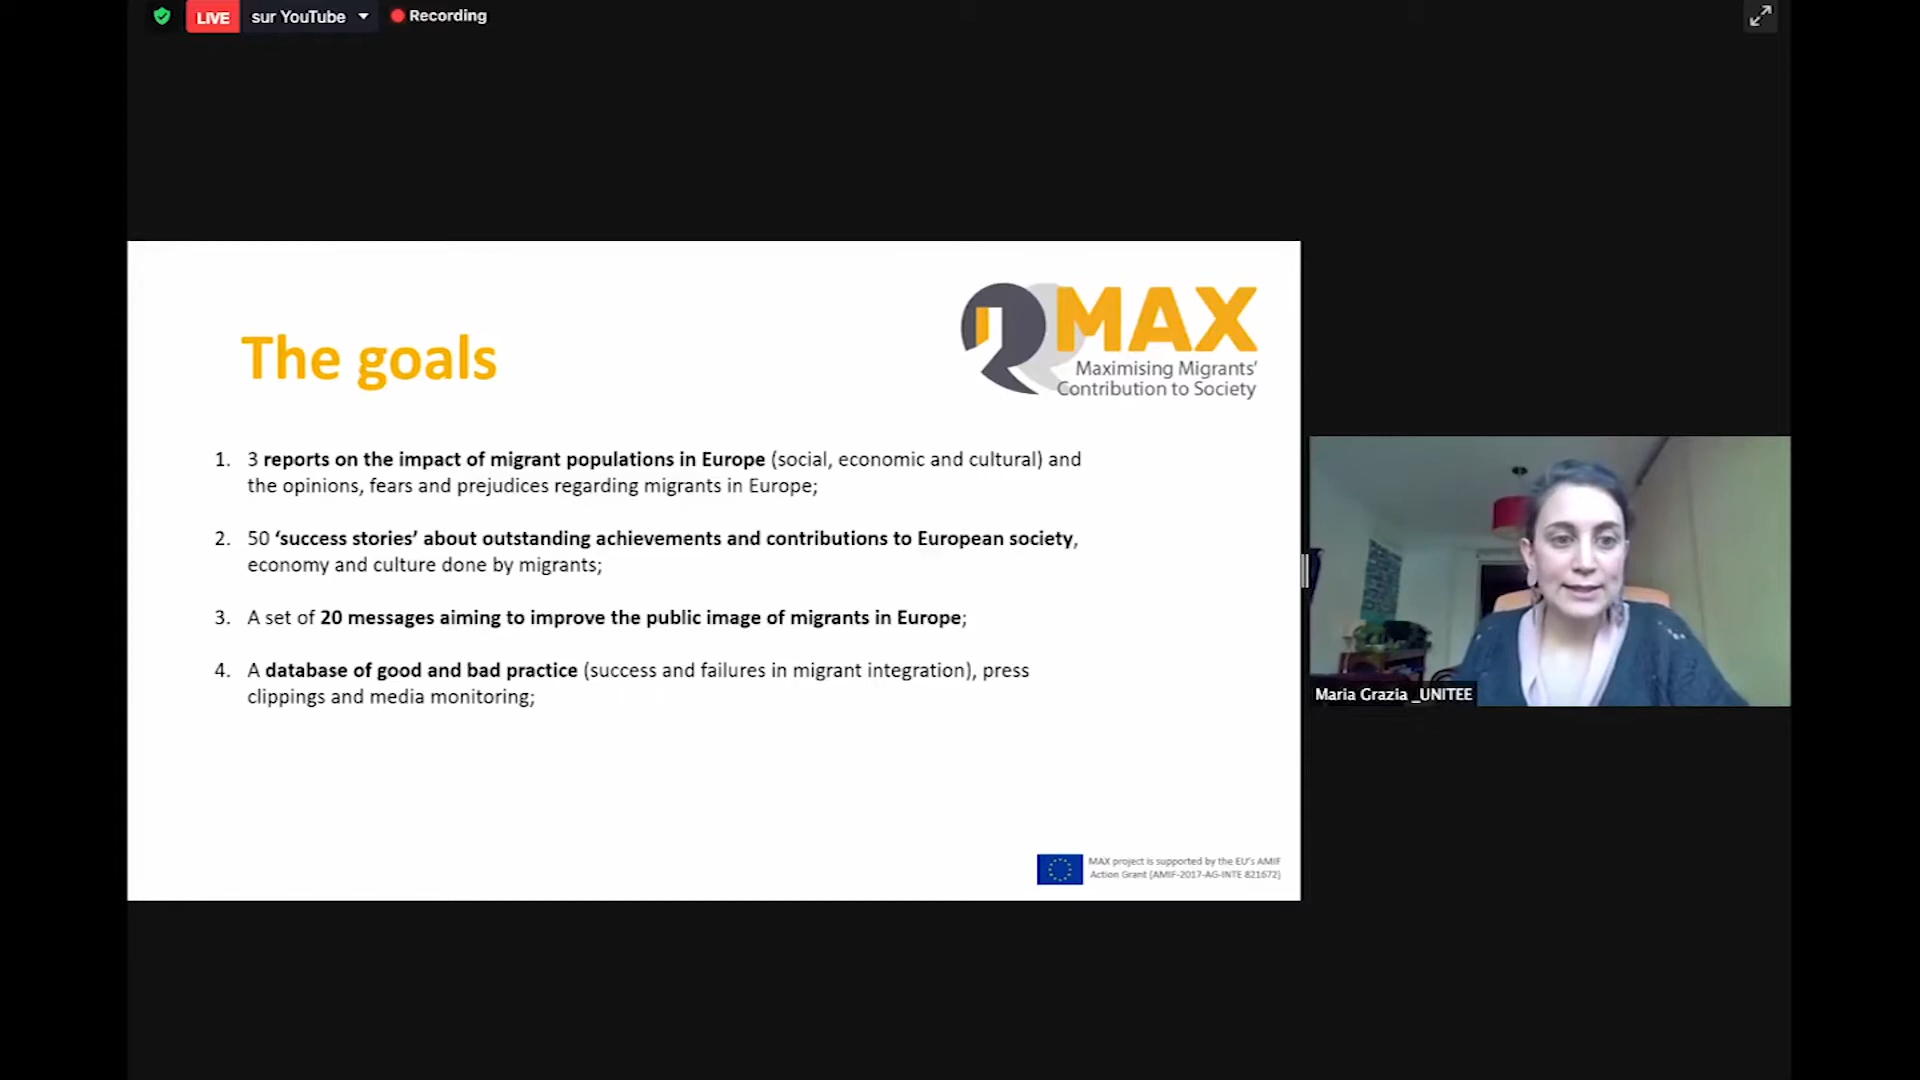 LIVE sur YouTube Recording
The goals
MAX
Maximising Migrants'
Contribution to Society
1. 3 reports on the impact of migrant populations in Europe (social, economic and cultural) and
the opinions, fears and prejudices regarding migrants in Europe;
2. 50 ‘success stories’ about outstanding achievements and contributions to European society,
economy and culture done by migrants;
3. A set of 20 messages aiming to improve the public image of migrants in Europe;
4. A database of good and bad practice (success and failures in migrant integration), press
clippings and media monitoring;
Maria Grazia _UNITEE
MAX project is supported by the EU's AMIF
Action Grant (AMIF-2017-AG-INTE 821672)